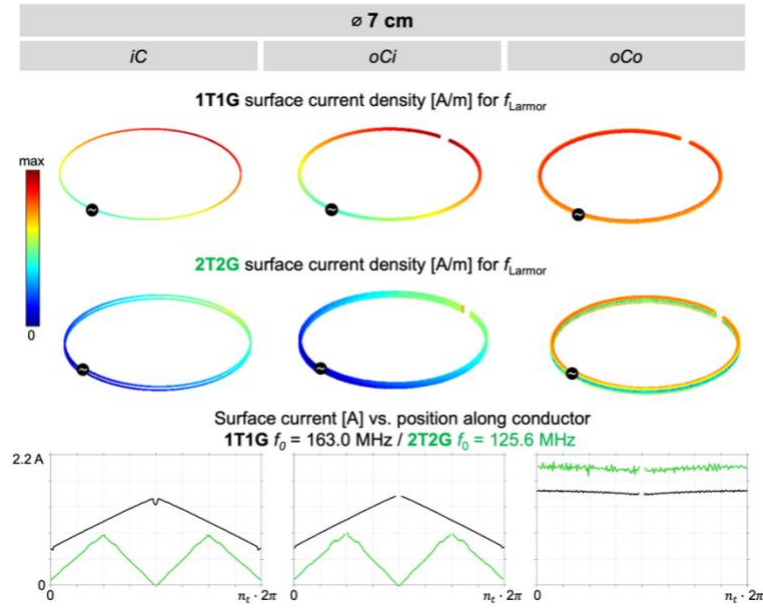 ø 7 cm
iC oCi oCo
1T1G surface current density [A/m] for fLarmor
max
0
~ ~ ~
2T2G surface current density [A/m] for fLarmor
~ ~ ~
Surface current [A] vs. position along conductor
1T1G f0 = 163.0 MHz / 2T2G f0 = 125.6 MHz
2.2 A
0
0 nt · 2π 0 nt · 2π 0 nt · 2π